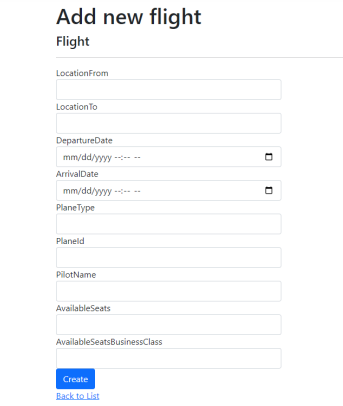 Add new flight
Flight
LocationFrom
LocationTo
DepartureDate
mm/dd/yyyy --:-- --
ArrivalDate
mm/dd/yyyy --:-- --
PlaneType
PlaneId
PilotName
AvailableSeats
AvailableSeatsBusinessClass
Create
Back to List